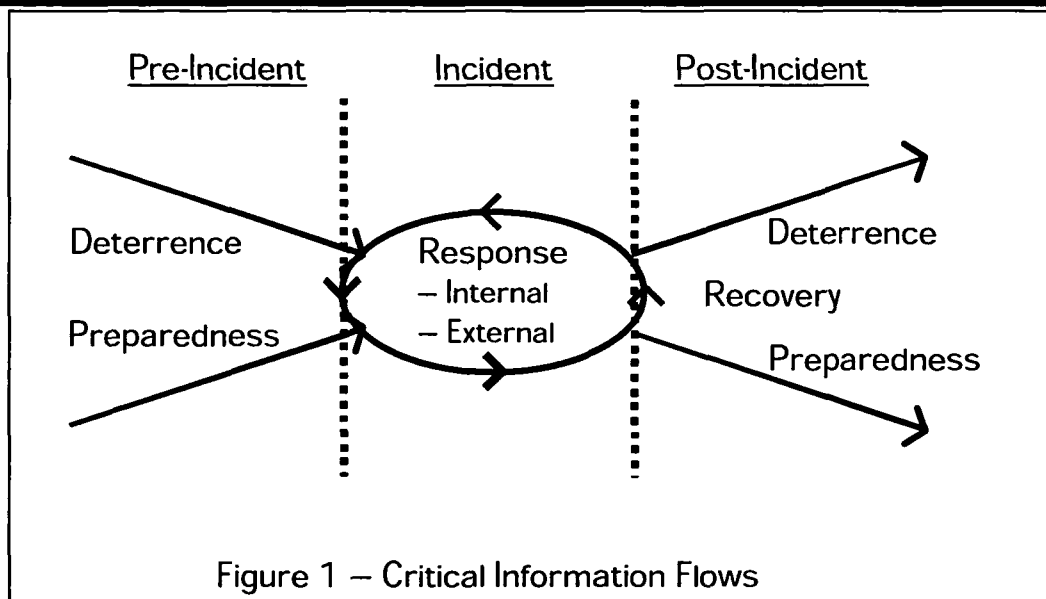 Pre-Incident Incident Post-Incident
Deterrence
Preparedness
Response
– Internal
– External
Deterrence
Recovery
Preparedness
Figure 1 – Critical Information Flows